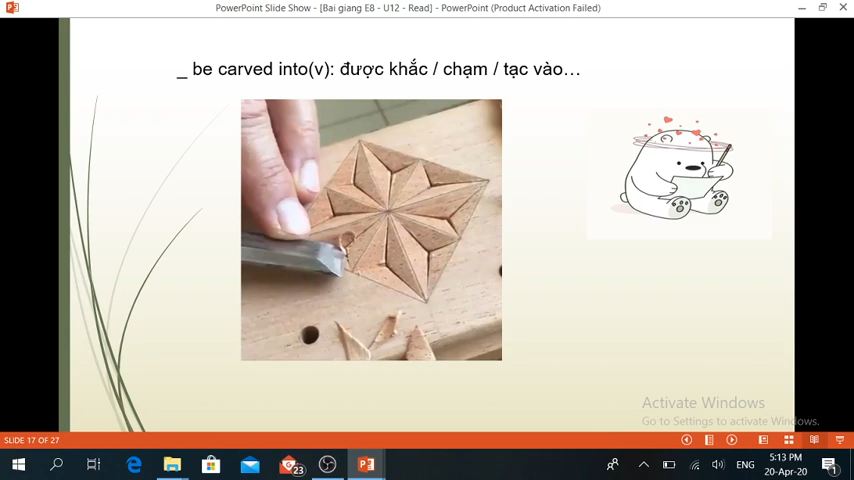 PowerPoint Slide Show - [Bai giang E8 - U12 - Read] - PowerPoint (Product Activation Failed)
_ be carved into(v): được khắc / chạm / tạc vào…
Activate Windows
Go to Settings to activate Windows.
SLIDE 17 OF 27
23
ENG
5:13 PM
20-Apr-20
1